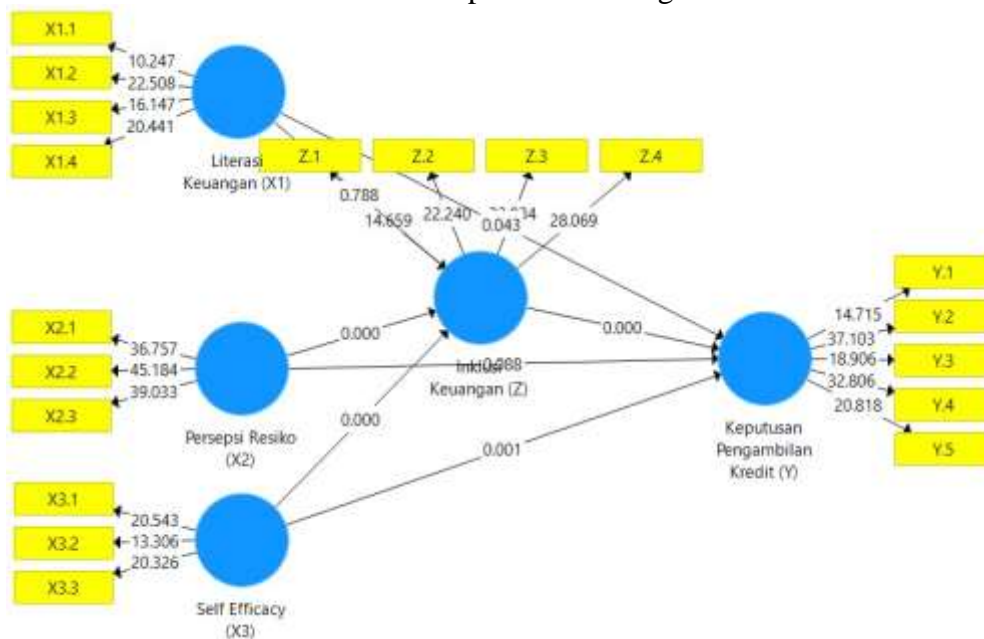 X1.1
X1.2
X1.3
X1.4
10.247
22.508
16.147
20.441
Literasi
Keuangan (X1)
Z.1
Z.2
Z.3
Z.4
0.788
14.659
22.240
0.043
28.069
X2.1
X2.2
X2.3
36.757
45.184
39.033
Persepsi Resiko
(X2)
0.000
0.000
0.000
Inklusi
Keuangan (Z)
0.001
X3.1
X3.2
X3.3
20.543
13.306
20.326
Self Efficacy
(X3)
Y.1
Y.2
Y.3
Y.4
Y.5
14.715
37.103
18.906
32.806
20.818
Keputusan
Pengambilan
Kredit (Y)